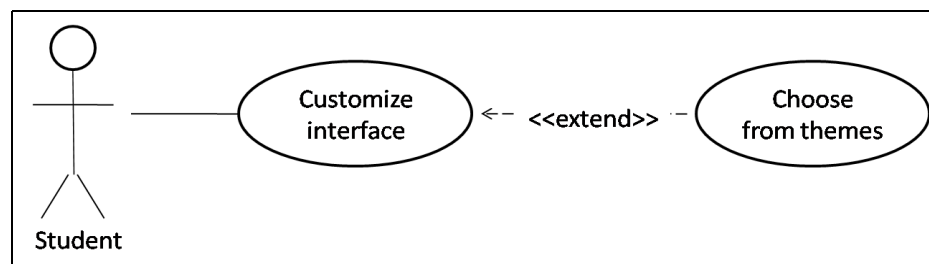 Customize
interface
<<extend>>
Choose
from themes
Student